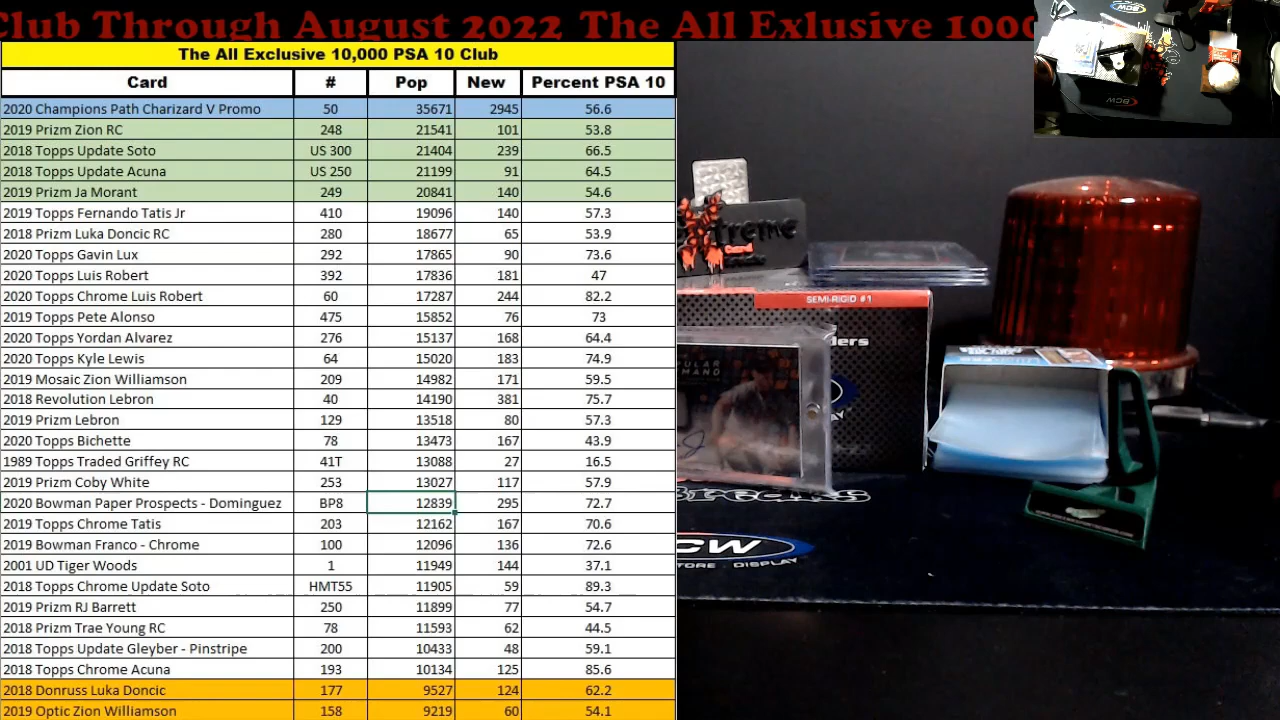 Club Through August 2022 The All Exlusive 1000
The All Exclusive 10,000 PSA 10 Club
Card # Pop New Percent PSA 10
2020 Champions Path Charizard V Promo 50 35671 2945 56.6
2019 Prizm Zion RC 248 21541 101 53.8
2018 Topps Update Soto US 300 21404 239 66.5
2018 Topps Update Acuna US 250 21199 91 64.5
2019 Prizm Ja Morant 249 20841 140 54.6
2019 Topps Fernando Tatis Jr 410 19096 140 57.3
2018 Prizm Luka Doncic RC 280 18677 65 53.9
2020 Topps Gavin Lux 292 17865 90 73.6
2020 Topps Luis Robert 392 17836 181 47
2020 Topps Chrome Luis Robert 60 17287 244 82.2
2019 Topps Pete Alonso 475 15852 76 73
2020 Topps Yordan Alvarez 276 15137 168 64.4
2020 Topps Kyle Lewis 64 15020 183 74.9
2019 Mosaic Zion Williamson 209 14982 171 59.5
2018 Revolution Lebron 40 14190 381 75.7
2019 Prizm Lebron 129 13518 80 57.3
2020 Topps Bichette 78 13473 167 43.9
1989 Topps Traded Griffey RC 41T 13088 27 16.5
2019 Prizm Coby White 253 13027 117 57.9
2020 Bowman Paper Prospects - Dominguez BP8 12839 295 72.7
2019 Topps Chrome Tatis 203 12162 167 70.6
2019 Bowman Franco - Chrome 100 12096 136 72.6
2001 UD Tiger Woods 1 11949 144 37.1
2018 Topps Chrome Update Soto HMT55 11905 59 89.3
2019 Prizm RJ Barrett 250 11899 77 54.7
2018 Prizm Trae Young RC 78 11593 62 44.5
2018 Topps Update Gleyber - Pinstripe 200 10433 48 59.1
2018 Topps Chrome Acuna 193 10134 125 85.6
2018 Donruss Luka Doncic 177 9527 124 62.2
2019 Optic Zion Williamson 158 9219 60 54.1
BCW
BCW
xtreme
SEMI-RIGID #1
ders
PULAR
MAND
Breaks
CW
TORE · DISPLAY